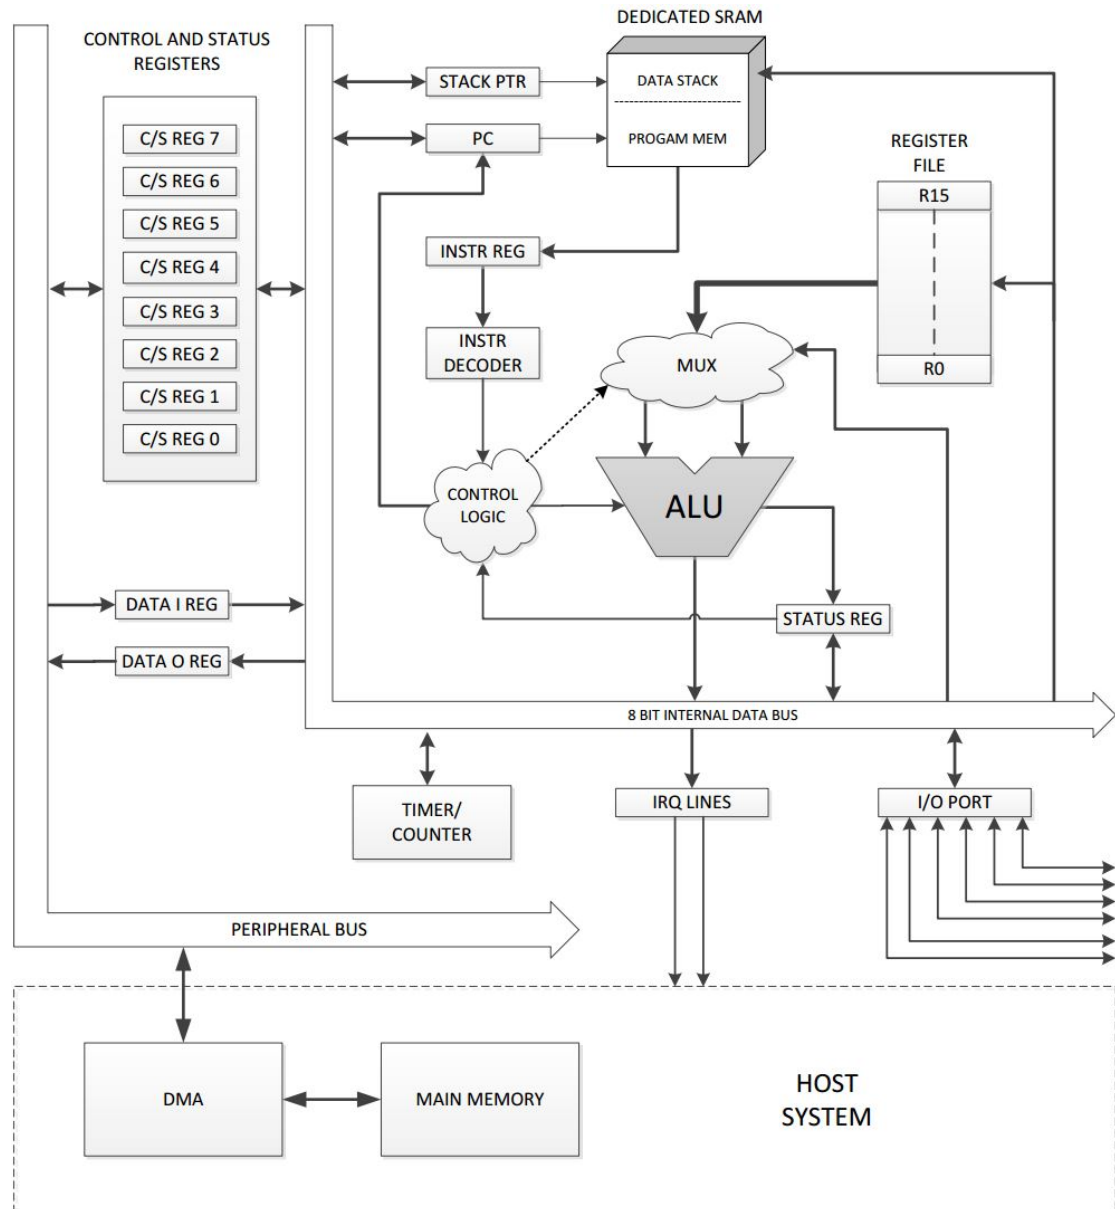 DEDICATED SRAM
CONTROL AND STATUS
REGISTERS
STACK PTR
DATA STACK
PC
PROGAM MEM
C/S REG 7
C/S REG 6
C/S REG 5
C/S REG 4
C/S REG 3
C/S REG 2
C/S REG 1
C/S REG 0
REGISTER
FILE
R15
R0
INSTR REG
INSTR
DECODER
MUX
CONTROL
LOGIC
ALU
DATA I REG
DATA O REG
STATUS REG
8 BIT INTERNAL DATA BUS
TIMER/
COUNTER
IRQ LINES
I/O PORT
PERIPHERAL BUS
DMA
MAIN MEMORY
HOST
SYSTEM